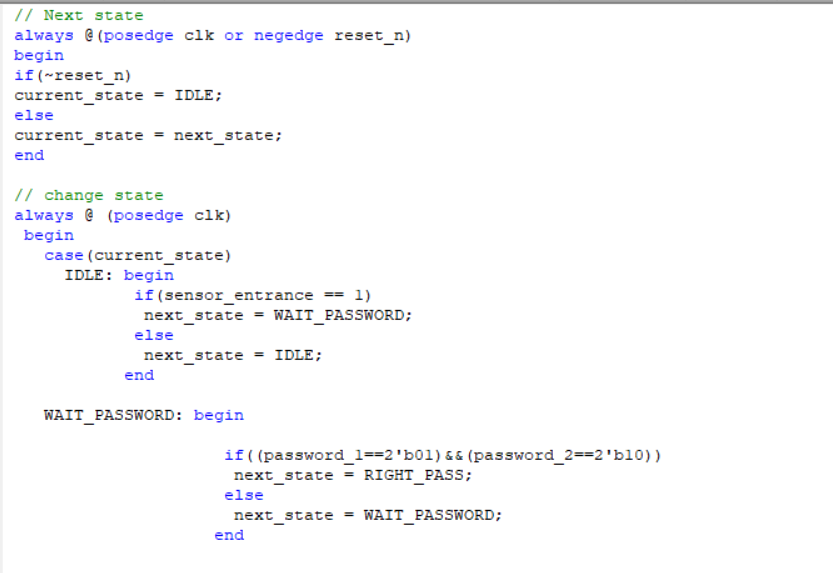 // Next state
always @(posedge clk or negedge reset_n)
begin
if(~reset_n)
current_state = IDLE;
else
current_state = next_state;
end
// change state
always @ (posedge clk)
begin
case(current_state)
IDLE: begin
if(sensor_entrance == 1)
next_state = WAIT_PASSWORD;
else
next_state = IDLE;
end
WAIT_PASSWORD: begin
if((password_1==2'b01)&&(password_2==2'b10))
next_state = RIGHT_PASS;
else
next_state = WAIT_PASSWORD;
end